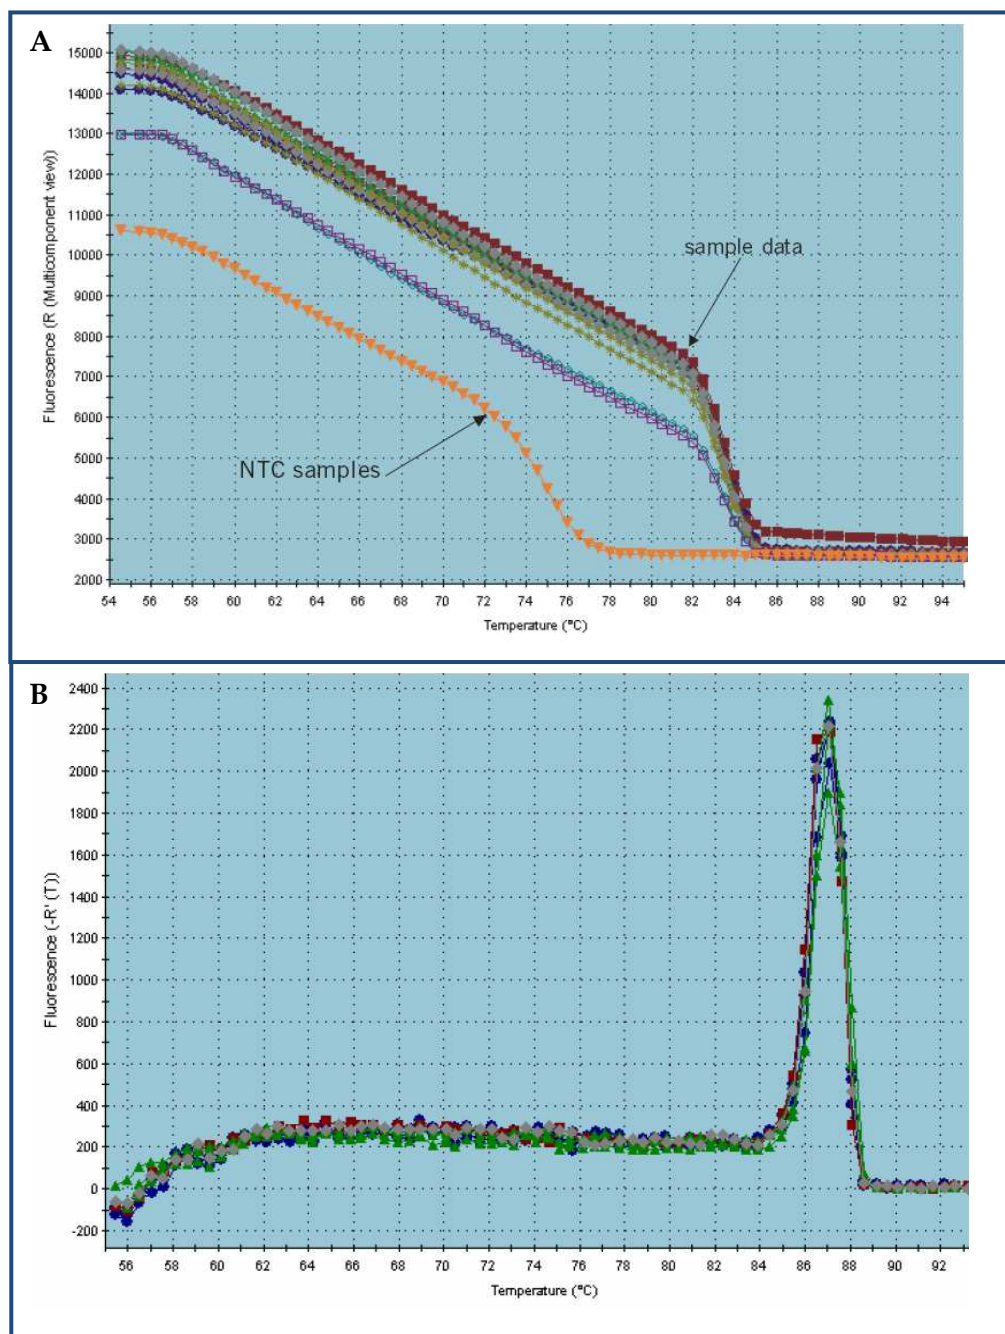 A
Fluorescence (R (Multicomponent view))
15000
14000
13000
12000
11000
10000
9000
8000
7000
6000
5000
4000
3000
2000
sample data
NTC samples
54 56 58 60 62 64 66 68 70 72 74 76 78 80 82 84 86 88 90 92 94
Temperature (°C)
B
Fluorescence (-R' (T))
2400
2200
2000
1800
1600
1400
1200
1000
800
600
400
200
0
-200
56 58 60 62 64 66 68 70 72 74 76 78 80 82 84 86 88 90 92
Temperature (°C)